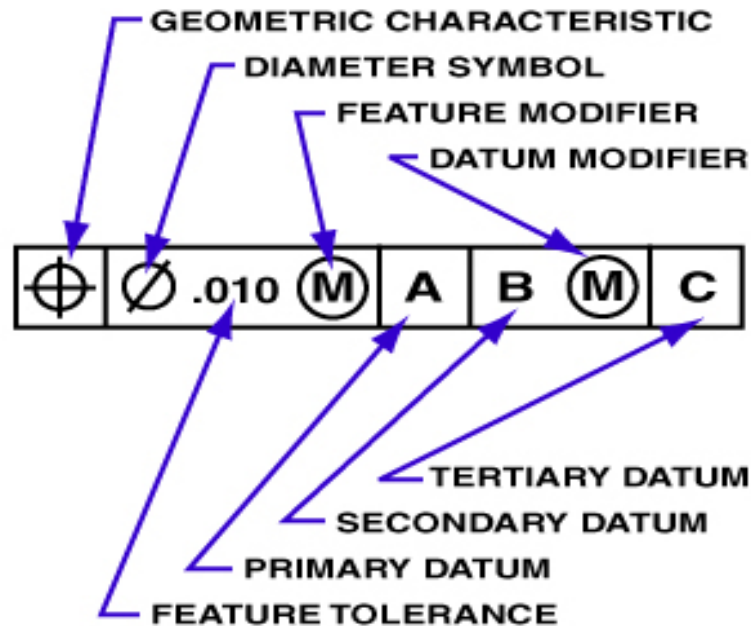 GEOMETRIC CHARACTERISTIC
DIAMETER SYMBOL
FEATURE MODIFIER
DATUM MODIFIER
⌖ ⌀ .010 Ⓜ A B Ⓜ C
TERTIARY DATUM
SECONDARY DATUM
PRIMARY DATUM
FEATURE TOLERANCE